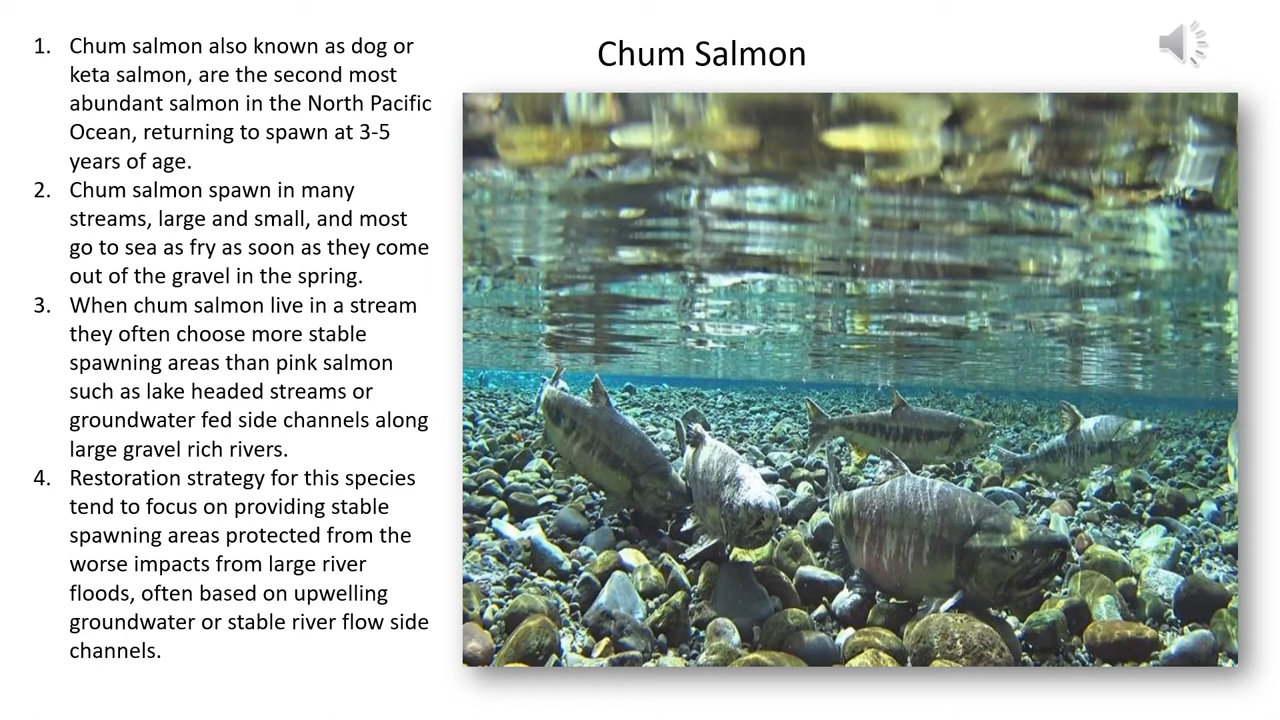 Chum Salmon
1. Chum salmon also known as dog or
keta salmon, are the second most
abundant salmon in the North Pacific
Ocean, returning to spawn at 3-5
years of age.
2. Chum salmon spawn in many
streams, large and small, and most
go to sea as fry as soon as they come
out of the gravel in the spring.
3. When chum salmon live in a stream
they often choose more stable
spawning areas than pink salmon
such as lake headed streams or
groundwater fed side channels along
large gravel rich rivers.
4. Restoration strategy for this species
tend to focus on providing stable
spawning areas protected from the
worse impacts from large river
floods, often based on upwelling
groundwater or stable river flow side
channels.